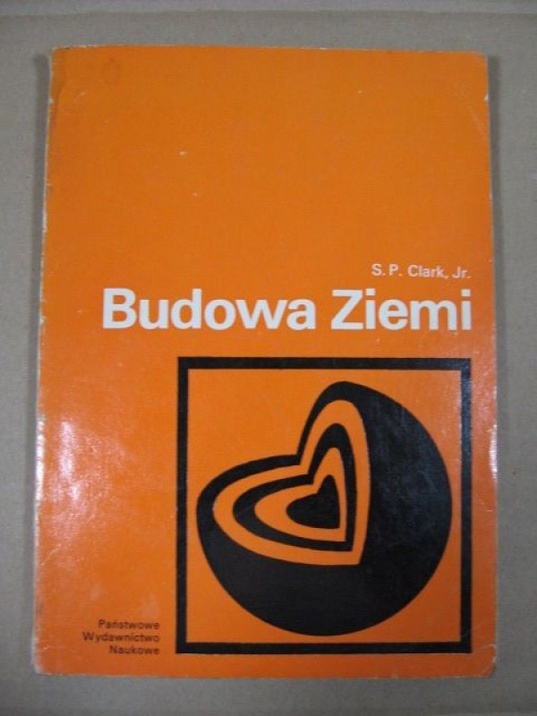 S. P. Clark, Jr.
Budowa Ziemi
Państwowe
Wydawnictwo
Naukowe